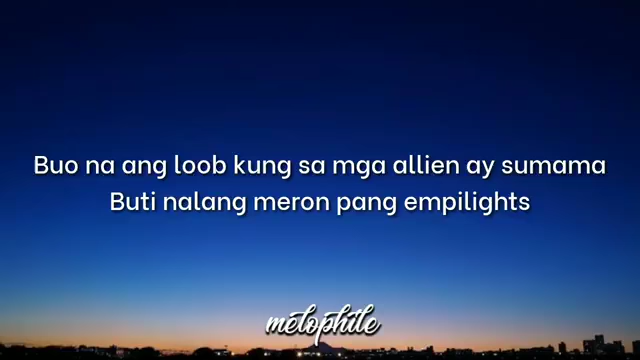 Buo na ang loob kung sa mga allien ay sumama
Buti nalang meron pang empilights
melophile